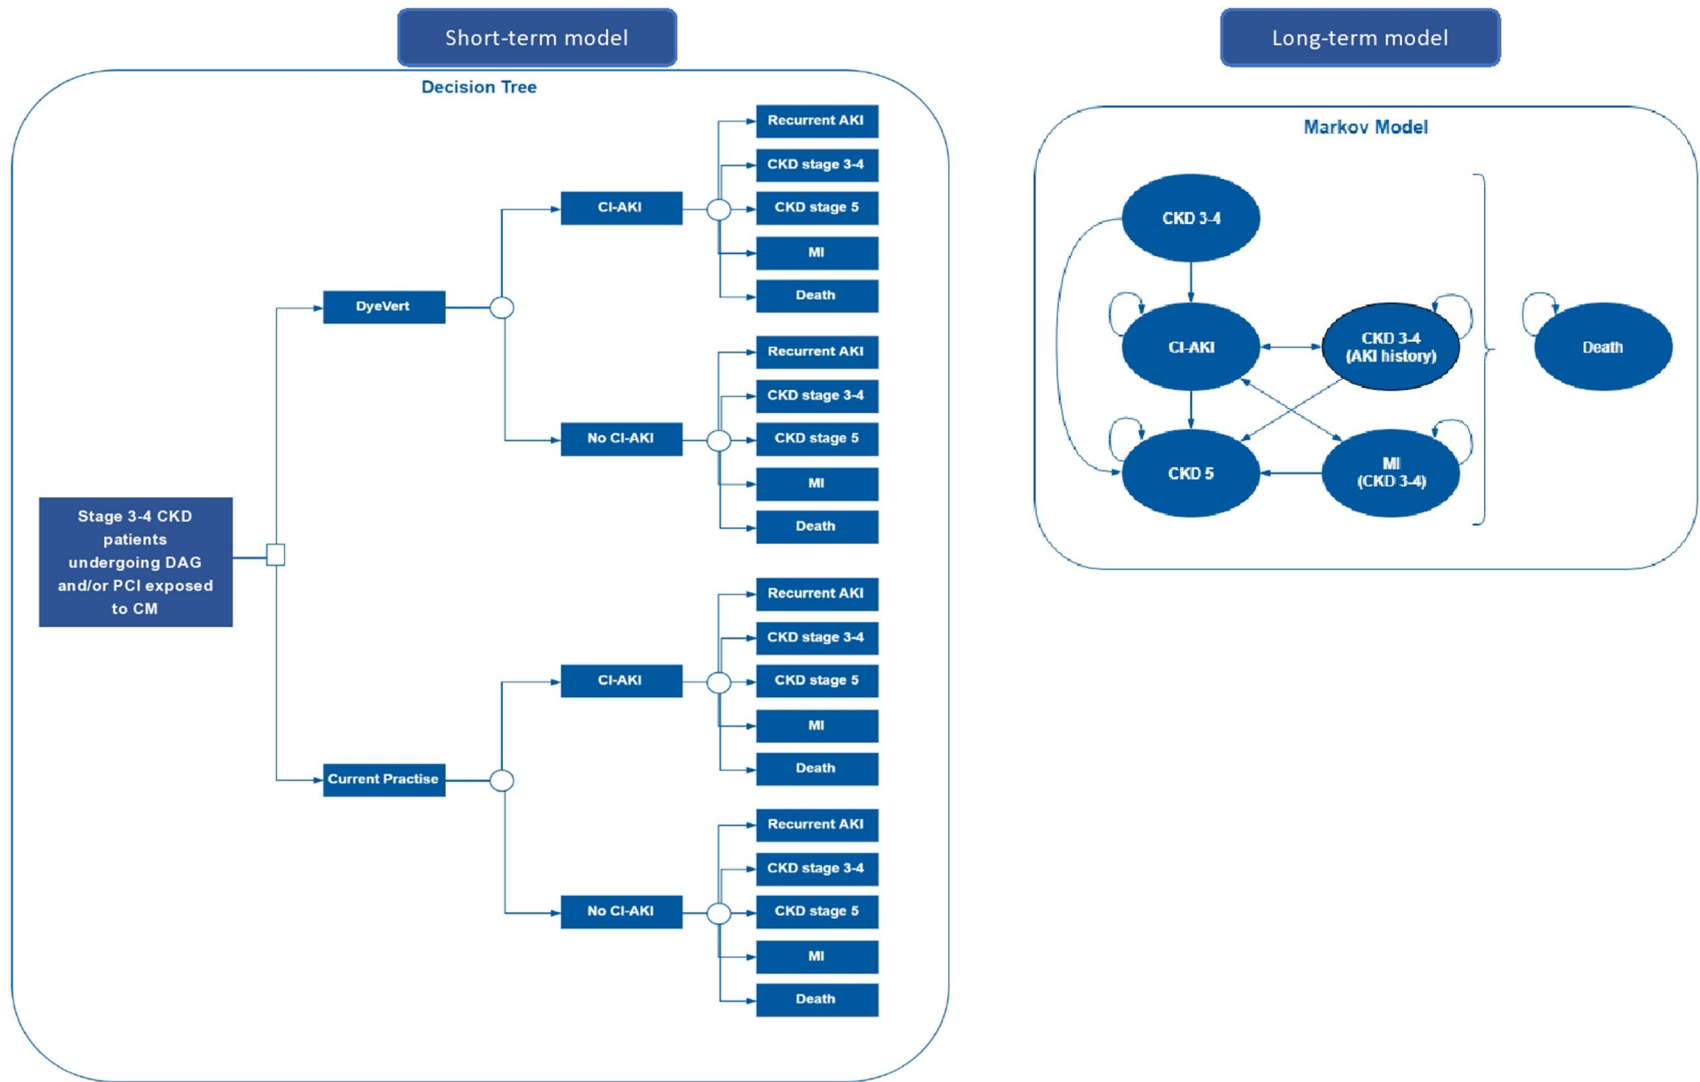 Short-term model
Decision Tree
Stage 3-4 CKD
patients
undergoing DAG
and/or PCI exposed
to CM
DyeVert
CI-AKI
Recurrent AKI
CKD stage 3-4
CKD stage 5
MI
Death
No CI-AKI
Recurrent AKI
CKD stage 3-4
CKD stage 5
MI
Death
Current Practise
CI-AKI
Recurrent AKI
CKD stage 3-4
CKD stage 5
MI
Death
No CI-AKI
Recurrent AKI
CKD stage 3-4
CKD stage 5
MI
Death
Long-term model
Markov Model
CKD 3-4
CI-AKI
CKD 3-4
(AKI history)
Death
CKD 5
MI
(CKD 3-4)